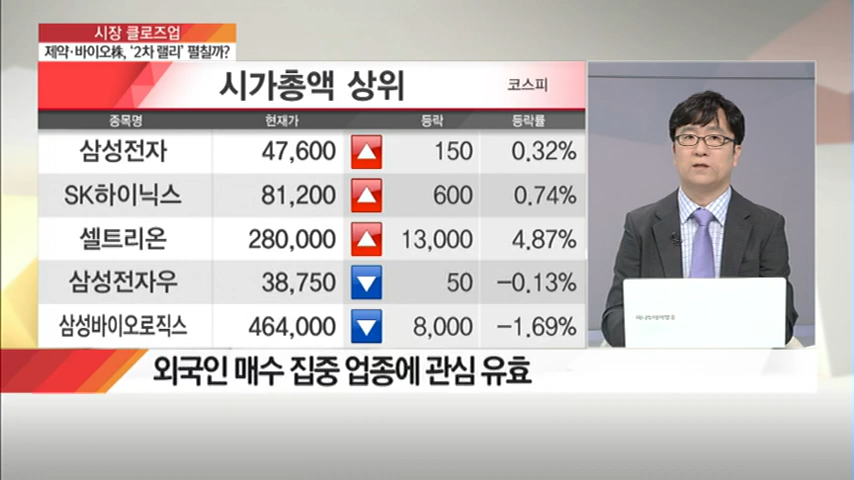 시장 클로즈업
제약·바이오株, '2차 랠리' 펼칠까?
시가총액 상위 코스피
종목명 현재가 등락 등락률
삼성전자 47,600 150 0.32%
SK하이닉스 81,200 600 0.74%
셀트리온 280,000 13,000 4.87%
삼성전자우 38,750 50 -0.13%
삼성바이오로직스 464,000 8,000 -1.69%
외국인 매수 집중 업종에 관심 유효